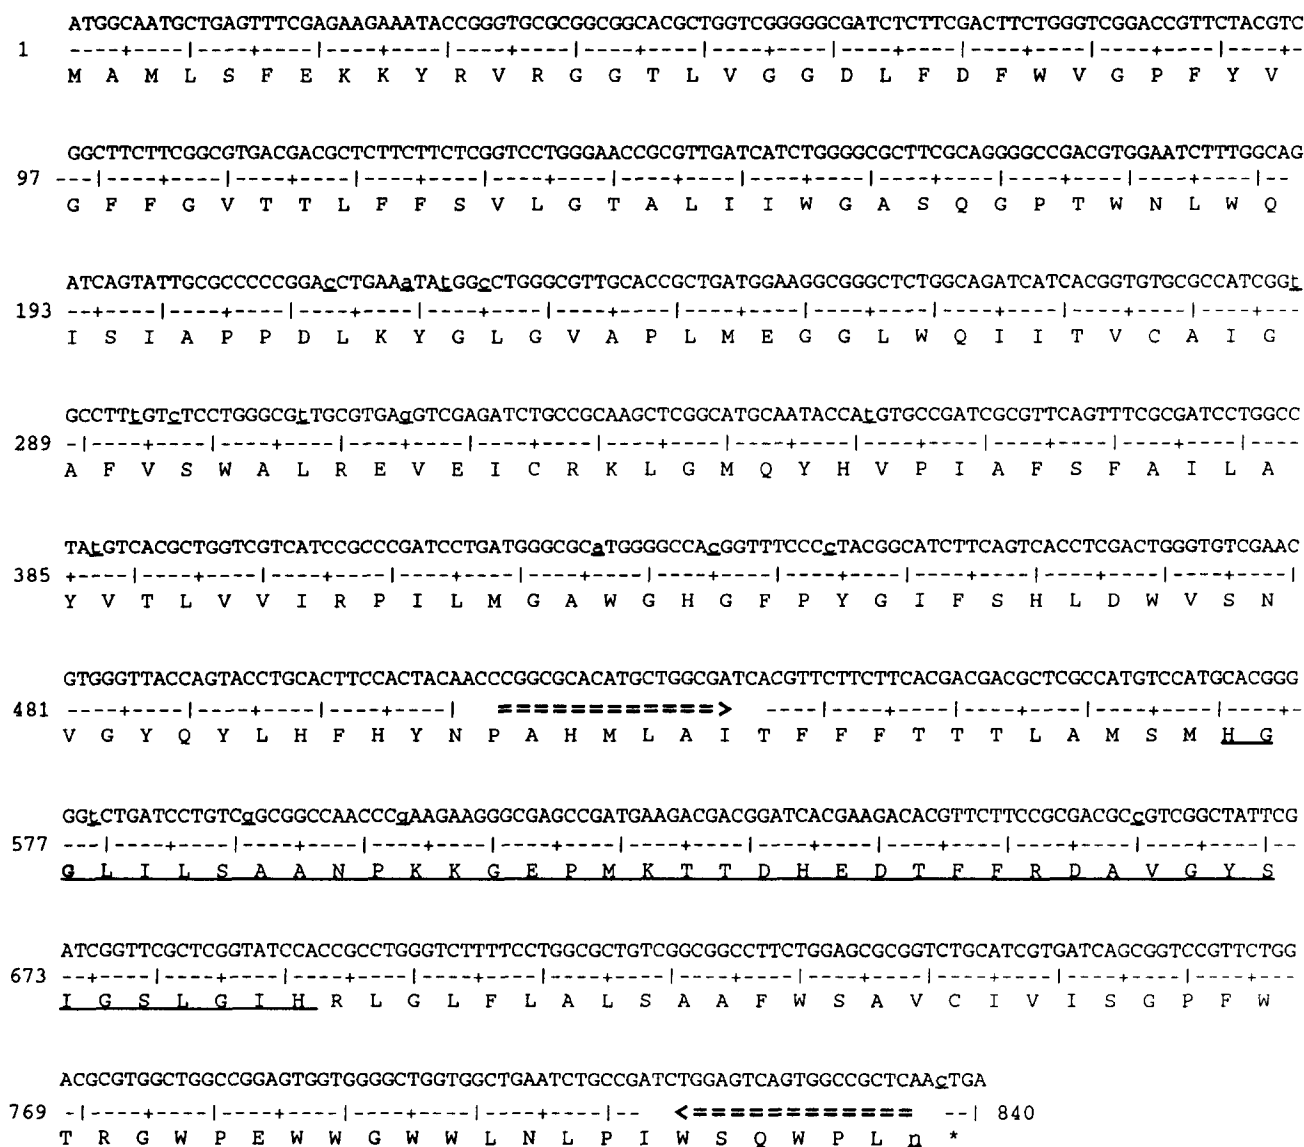 ATGGCAATGCTGAGTTTCGAGAAGAAATACCGGGTGCGCGGCGGCACGCTGGTCGGGGGCGATCTCTTCGACTTCTGGGTCGGACCGTTCTACGTC
1 ----+----|----+----|----+----|----+----|----+----|----+----|----+----|----+----|----+----|----+-
M A M L S F E K K Y R V R G G T L V G G D L F D F W V G P F Y V
GGCTTCTTCGGCGTGACGACGCTCTTCTTCTCGGTCCTGGGAACCGCGTTGATCATCTGGGGCGCTTCGCAGGGGCCGACGTGGAATCTTTGGCAG
97 ---|----+----|----+----|----+----|----+----|----+----|----+----|----+----|----+----|----+----|--
G F F G V T T L F F S V L G T A L I I W G A S Q G P T W N L W Q
ATCAGTATTGCGCCCCCGGAcCTGAAaTAtGGcCTGGGCGTTGCACCGCTGATGGAAGGCGGGCTCTGGCAGATCATCACGGTGTGCGCCATCGGt
193 --+----|----+----|----+----|----+----|----+----|----+----|----+----|----+----|----+----|----+---
I S I A P P D L K Y G L G V A P L M E G G L W Q I I T V C A I G
GCCTTtGTcTCCTGGGCGtTGCGTGAgGTCGAGATCTGCCGCAAGCTCGGCATGCAATACCAtGTGCCGATCGCGTTCAGTTTCGCGATCCTGGCC
289 -|----+----|----+----|----+----|----+----|----+----|----+----|----+----|----+----|----+----|----
A F V S W A L R E V E I C R K L G M Q Y H V P I A F S F A I L A
TAtGTCACGCTGGTCGTCATCCGCCCGATCCTGATGGGCGCaTGGGGCCAcGGTTTCCCcTACGGCATCTTCAGTCACCTCGACTGGGTGTCGAAC
385 +----|----+----|----+----|----+----|----+----|----+----|----+----|----+----|----+----|----+----|
Y V T L V V I R P I L M G A W G H G F P Y G I F S H L D W V S N
GTGGGTTACCAGTACCTGCACTTCCACTACAACCCGGCGCACATGCTGGCGATCACGTTCTTCTTCACGACGACGCTCGCCATGTCCATGCACGGG
481 ----+----|----+----|----+----| ============> ----|----+----|----+----|----+----|----+-
V G Y Q Y L H F H Y N P A H M L A I T F F F T T T L A M S M H G
GGtCTGATCCTGTCgGCGGCCAACCCgAAGAAGGGCGAGCCGATGAAGACGACGGATCACGAAGACACGTTCTTCCGCGACGCcGTCGGCTATTCG
577 ---|----+----|----+----|----+----|----+----|----+----|----+----|----+----|----+----|----+----|--
G L I L S A A N P K K G E P M K T T D H E D T F F R D A V G Y S
ATCGGTTCGCTCGGTATCCACCGCCTGGGTCTTTTCCTGGCGCTGTCGGCGGCCTTCTGGAGCGCGGTCTGCATCGTGATCAGCGGTCCGTTCTGG
673 --+----|----+----|----+----|----+----|----+----|----+----|----+----|----+----|----+----|----+---
I G S L G I H R L G L F L A L S A A F W S A V C I V I S G P F W
ACGCGTGGCTGGCCGGAGTGGTGGGGCTGGTGGCTGAATCTGCCGATCTGGAGTCAGTGGCCGCTCAAcTGA
769 -|----+----|----+----|----+----|----+----|-- <============ --| 840
T R G W P E W W G W W L N L P I W S Q W P L n *